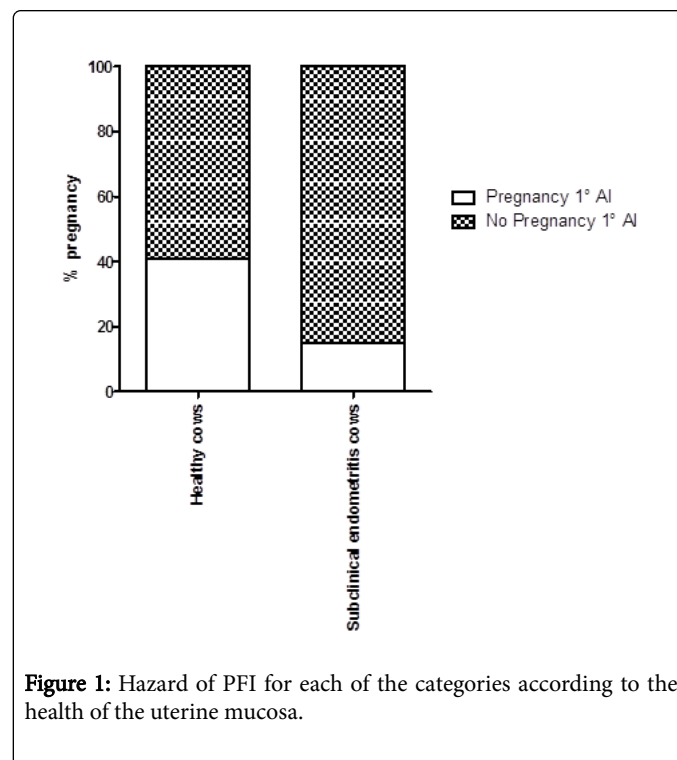 100
80
60
40
20
0
% pregnancy
Healthy cows
Subclinical endometritis cows
Pregnancy 1° AI
No Pregnancy 1° AI
Figure 1: Hazard of PFI for each of the categories according to the
health of the uterine mucosa.